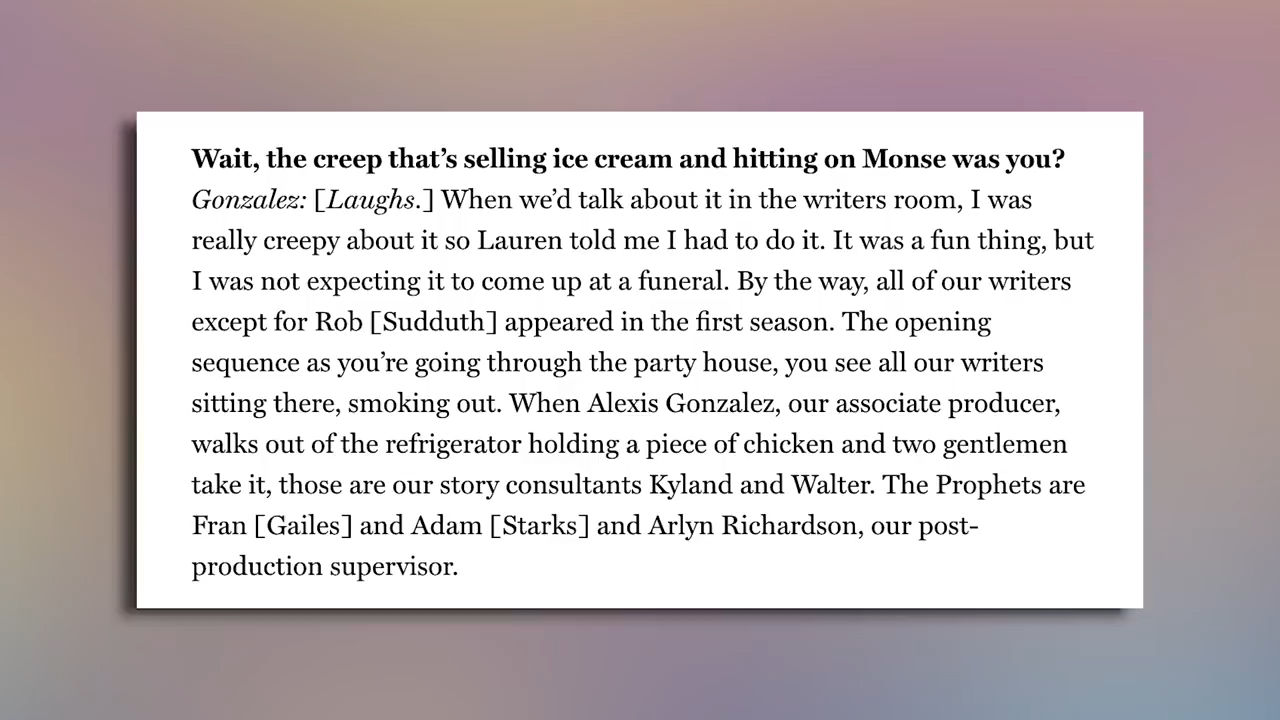 Wait, the creep that’s selling ice cream and hitting on Monse was you?
Gonzalez: [Laughs.] When we’d talk about it in the writers room, I was
really creepy about it so Lauren told me I had to do it. It was a fun thing, but
I was not expecting it to come up at a funeral. By the way, all of our writers
except for Rob [Sudduth] appeared in the first season. The opening
sequence as you’re going through the party house, you see all our writers
sitting there, smoking out. When Alexis Gonzalez, our associate producer,
walks out of the refrigerator holding a piece of chicken and two gentlemen
take it, those are our story consultants Kyland and Walter. The Prophets are
Fran [Gailes] and Adam [Starks] and Arlyn Richardson, our post-
production supervisor.